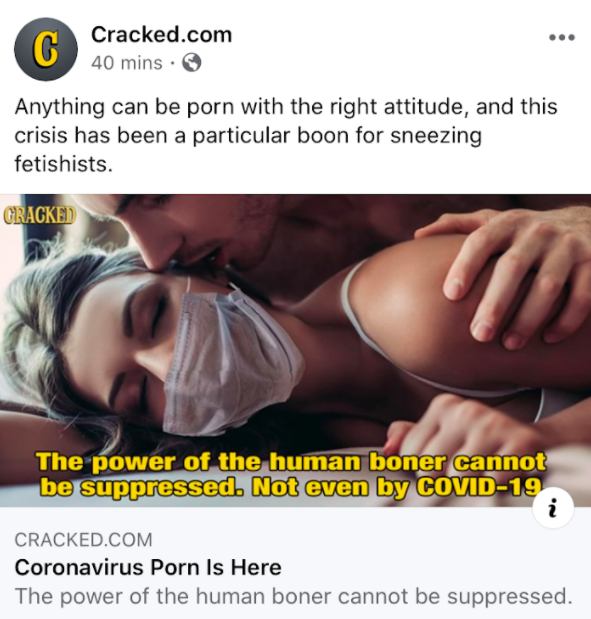 Cracked.com
40 mins ·
Anything can be porn with the right attitude, and this
crisis has been a particular boon for sneezing
fetishists.
CRACKED
The power of the human boner cannot
be suppressed. Not even by COVID-19.
CRACKED.COM
Coronavirus Porn Is Here
The power of the human boner cannot be suppressed.